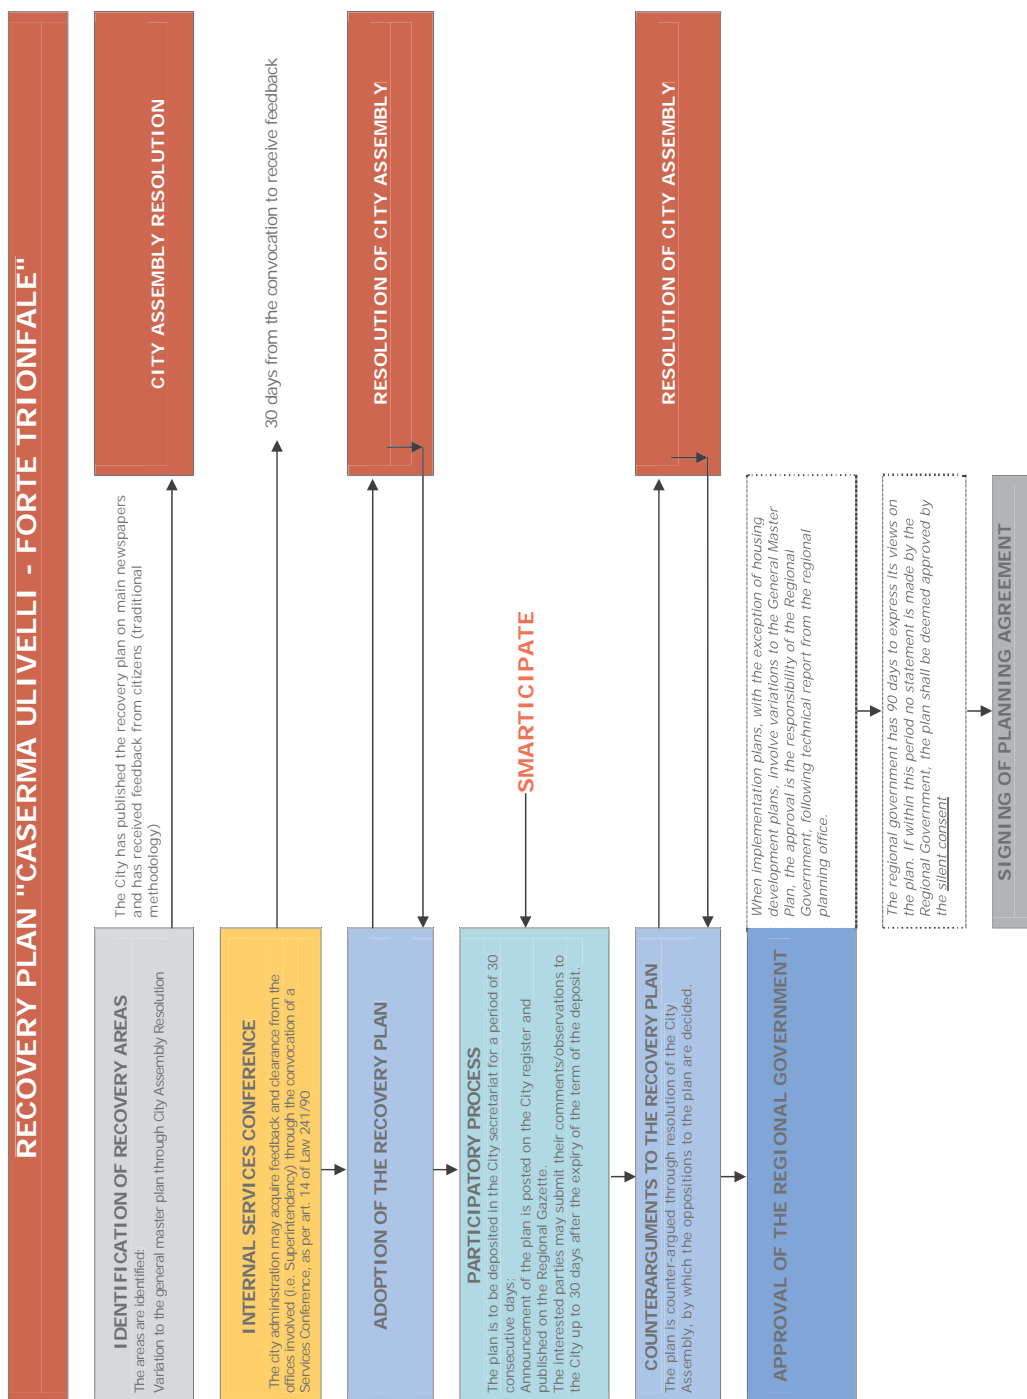 RECOVERY PLAN "CASERMA ULIVELLI - FORTE TRIONFALE"
IDENTIFICATION OF RECOVERY AREAS
The areas are identified:
Variation to the general master plan through City Assembly Resolution
The City has published the recovery plan on main newspapers
and has received feedback from citizens (traditional
methodology)
CITY ASSEMBLY RESOLUTION
INTERNAL SERVICES CONFERENCE
The city administration may acquire feedback and clearance from the
offices involved (i.e. Superintendency) through the convocation of a
Services Conference, as per art. 14 of Law 241/90
30 days from the convocation to receive feedback
ADOPTION OF THE RECOVERY PLAN
RESOLUTION OF CITY ASSEMBLY
PARTICIPATORY PROCESS
The plan is to be deposited in the City secretariat for a period of 30
consecutive days;
Announcement of the plan is posted on the City register and
published on the Regional Gazette.
The interested parties may submit their comments/observations to
the City up to 30 days after the expiry of the term of the deposit.
SMARTICIPATE
COUNTERARGUMENTS TO THE RECOVERY PLAN
The plan is counter-argued through resolution of the City
Assembly, by which the oppositions to the plan are decided.
RESOLUTION OF CITY ASSEMBLY
APPROVAL OF THE REGIONAL GOVERNMENT
When implementation plans, with the exception of housing
development plans, involve variations to the General Master
Plan, the approval is the responsibility of the Regional
Government, following technical report from the regional
planning office.
The regional government has 90 days to express its views on
the plan. If within this period no statement is made by the
Regional Government, the plan shall be deemed approved by
the silent consent
SIGNING OF PLANNING AGREEMENT